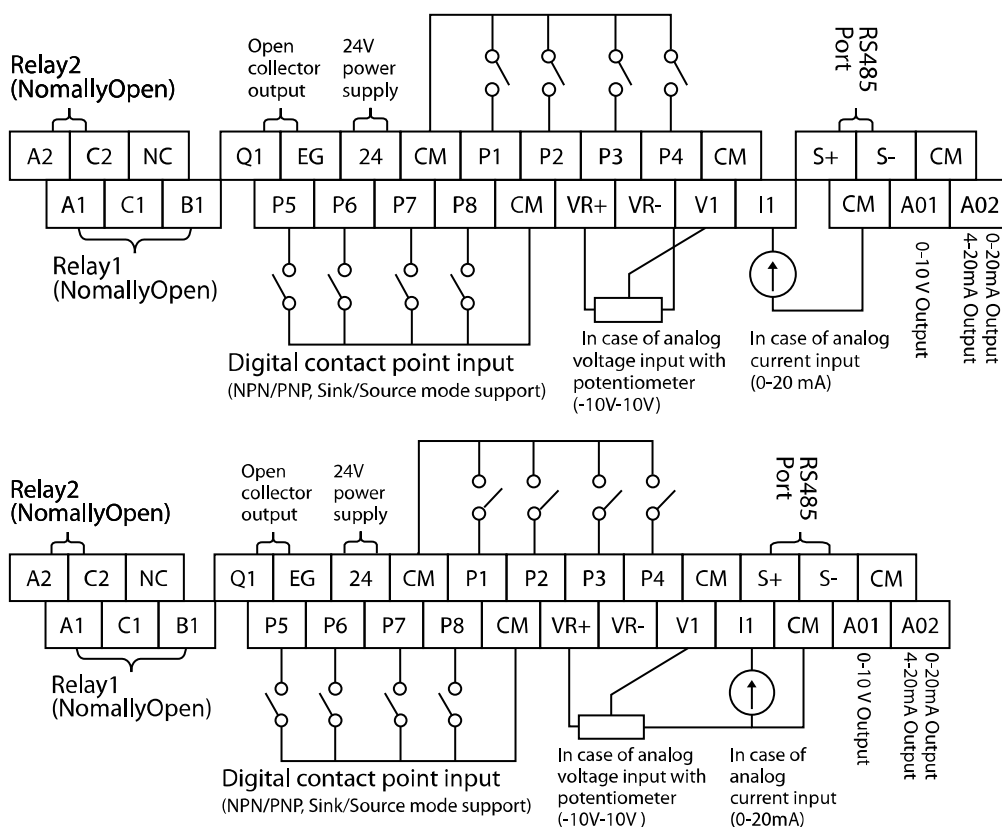 Relay2
(NomallyOpen)
Open
collector
output
24V
power
supply
RS485
Port
A2 C2 NC Q1 EG 24 CM P1 P2 P3 P4 CM S+ S- CM
A1 C1 B1 P5 P6 P7 P8 CM VR+ VR- V1 I1 CM A01 A02
Relay1
(NomallyOpen)
Digital contact point input
(NPN/PNP, Sink/Source mode support)
In case of analog
voltage input with
potentiometer
(-10V-10V)
In case of analog
current input
(0-20 mA)
0-10 V Output
0-20mA Output
4-20mA Output
Relay2
(NomallyOpen)
Open
collector
output
24V
power
supply
RS485
Port
A2 C2 NC Q1 EG 24 CM P1 P2 P3 P4 CM S+ S- CM
A1 C1 B1 P5 P6 P7 P8 CM VR+ VR- V1 I1 CM A01 A02
Relay1
(NomallyOpen)
Digital contact point input
(NPN/PNP, Sink/Source mode support)
In case of analog
voltage input with
potentiometer
(-10V-10V )
In case of
analog
current input
(0-20mA)
0-10 V Output
0-20mA Output
4-20mA Output